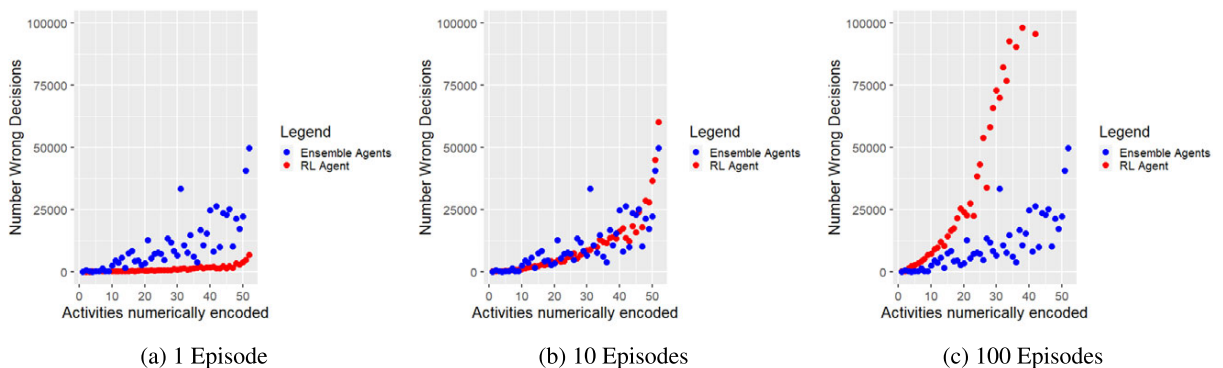 100000
75000
50000
25000
0
Number Wrong Decisions
0 10 20 30 40 50
Activities numerically encoded
Legend
Ensemble Agents
RL Agent
(a) 1 Episode
100000
75000
50000
25000
0
Number Wrong Decisions
0 10 20 30 40 50
Activities numerically encoded
Legend
Ensemble Agents
RL Agent
(b) 10 Episodes
100000
75000
50000
25000
0
Number Wrong Decisions
0 10 20 30 40 50
Activities numerically encoded
Legend
Ensemble Agents
RL Agent
(c) 100 Episodes